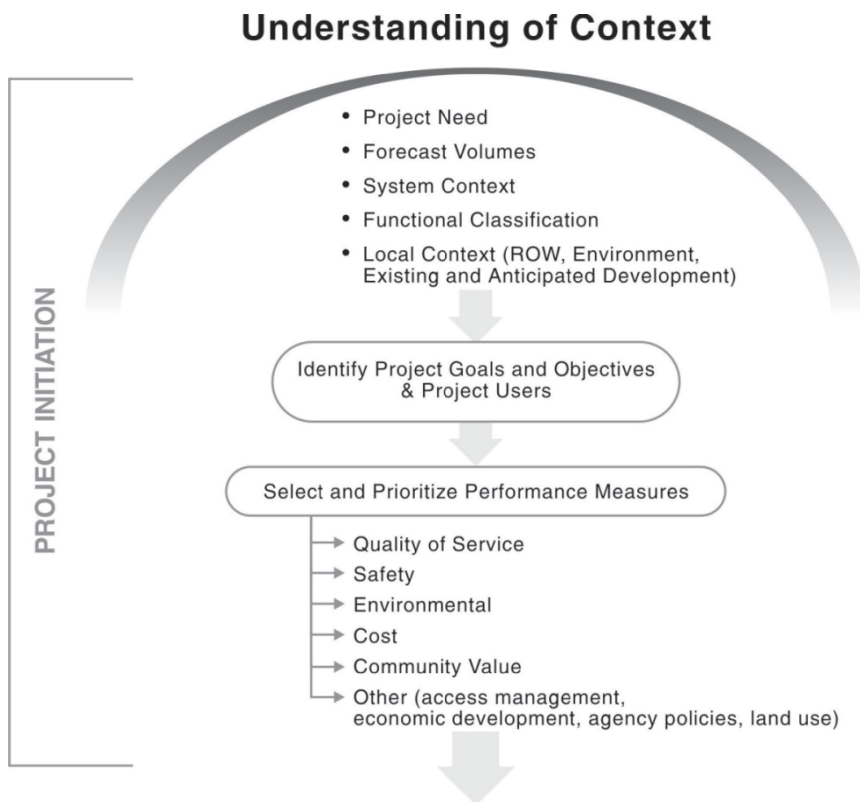 Understanding of Context
PROJECT INITIATION
• Project Need
• Forecast Volumes
• System Context
• Functional Classification
• Local Context (ROW, Environment,
Existing and Anticipated Development)
Identify Project Goals and Objectives
& Project Users
Select and Prioritize Performance Measures
Quality of Service
Safety
Environmental
Cost
Community Value
Other (access management,
economic development, agency policies, land use)